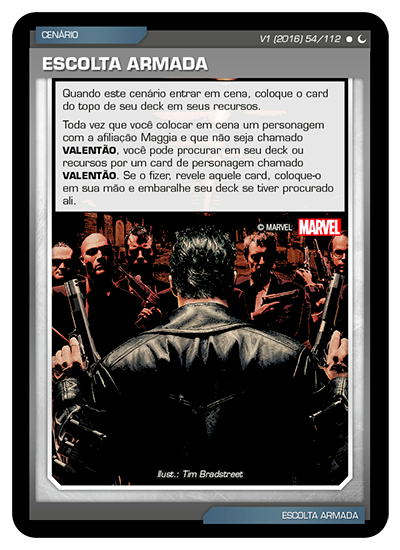 CENÁRIO
V1 (2016) 54/112
ESCOLTA ARMADA
Quando este cenário entrar em cena, coloque o card
do topo de seu deck em seus recursos.
Toda vez que você colocar em cena um personagem
com a afiliação Maggia e que não seja chamado
VALENTÃO, você pode procurar em seu deck ou
recursos por um card de personagem chamado
VALENTÃO. Se o fizer, revele aquele card, coloque-o
em sua mão e embaralhe seu deck se tiver procurado
ali.
© MARVEL MARVEL
Illust.: Tim Bradstreet
ESCOLTA ARMADA